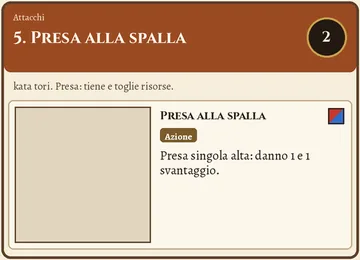 Attacchi
5. Presa alla spalla
2
kata tori. Presa: tiene e toglie risorse.
Presa alla spalla
Azione
Presa singola alta: danno 1 e 1
svantaggio.